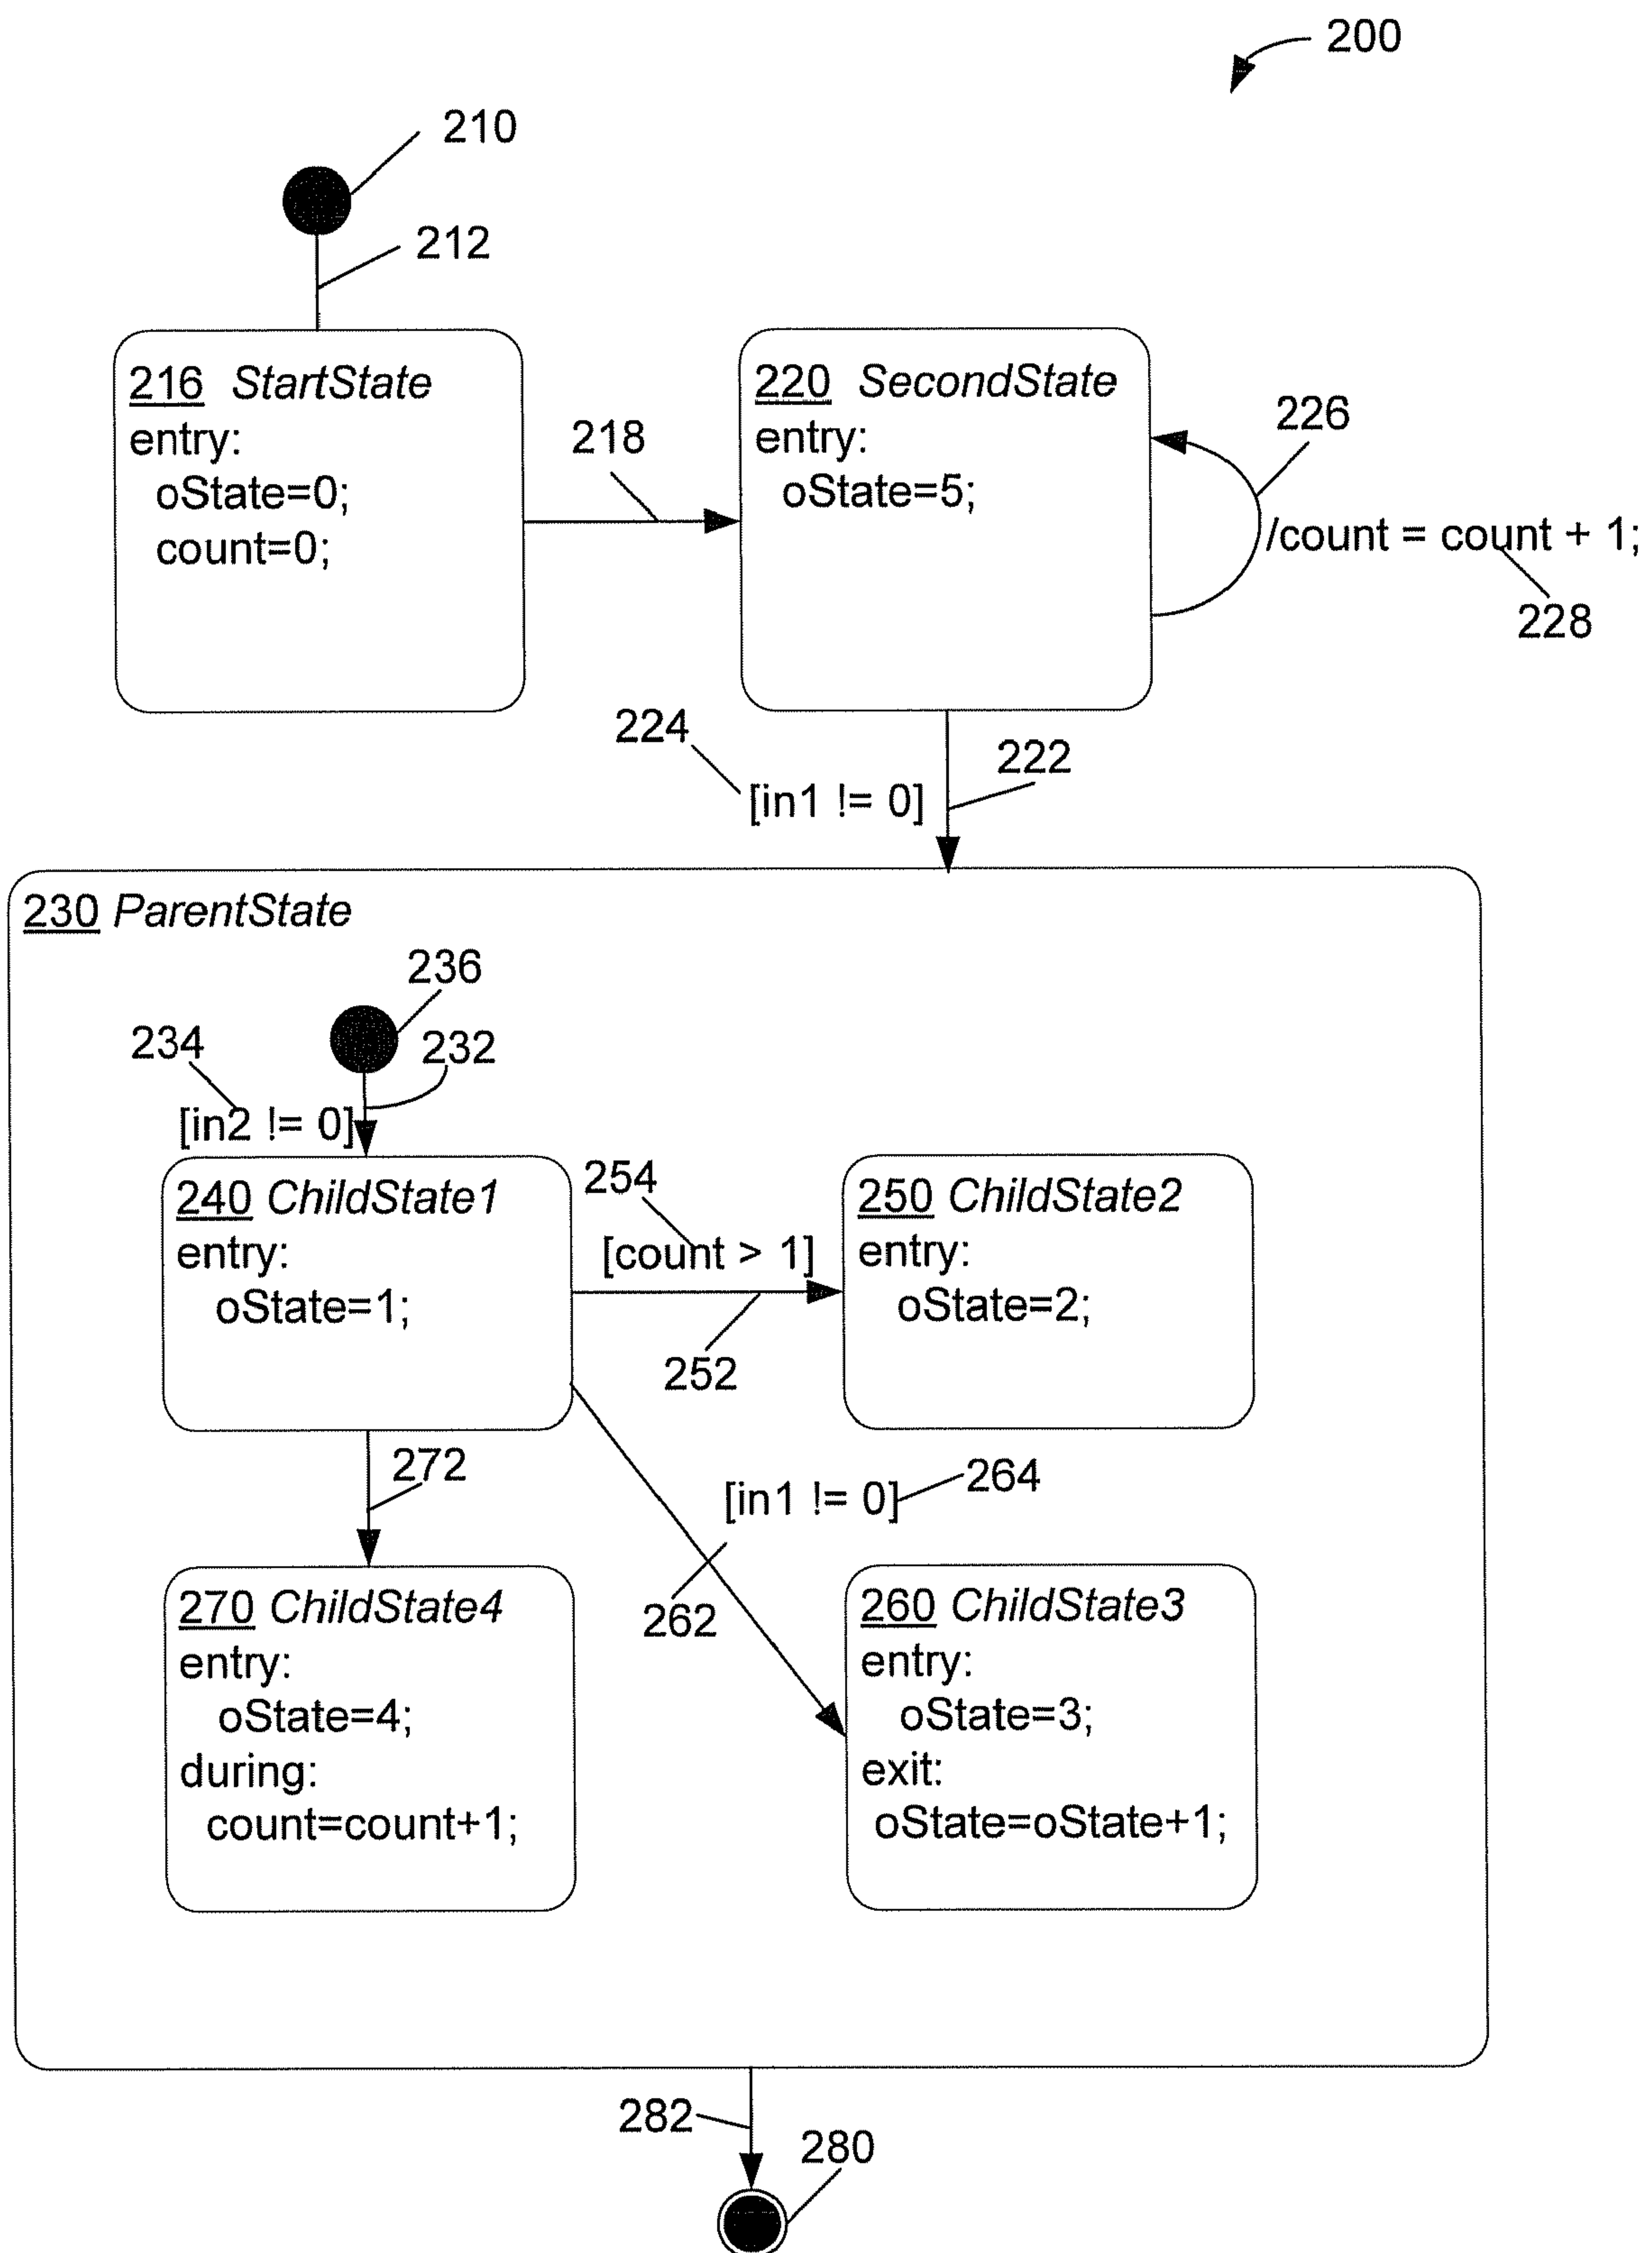 200
210
212
216 StartState
entry:
oState=0;
count=0;
218
220 SecondState
entry:
oState=5;
226
/count = count + 1;
228
224
[in1 != 0]
222
230 ParentState
236
234
232
[in2 != 0]
240 ChildState1
entry:
oState=1;
254
[count > 1]
252
250 ChildState2
entry:
oState=2;
272
[in1 != 0]
264
262
270 ChildState4
entry:
oState=4;
during:
count=count+1;
260 ChildState3
entry:
oState=3;
exit:
oState=oState+1;
282
280